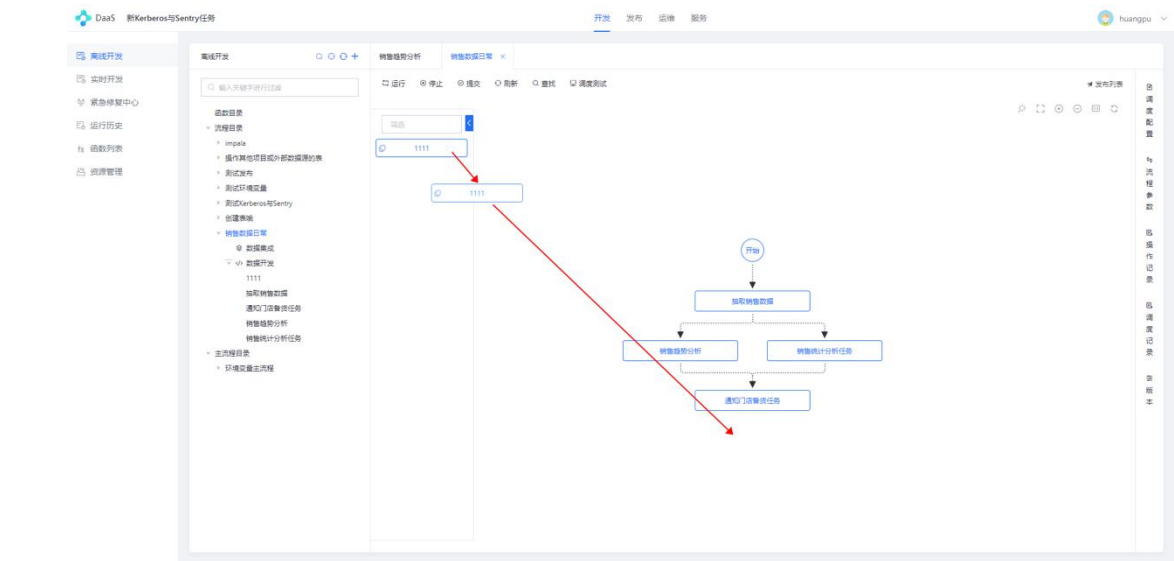 DaaS 新Kerberos与Sentry任务
开发 发布 运维 服务
huangpu
离线开发
实时开发
紧急修复中心
运行历史
fx 函数列表
资源管理
离线开发
输入关键字进行过滤
函数目录
流程目录
impala
操作其他项目或外部数据源的表
测试发布
测试环境变量
测试Kerberos与Sentry
创建表格
销售数据日常
数据集成
</> 数据开发
1111
抽取销售数据
通知门店备货任务
销售趋势分析
销售统计分析任务
主流程目录
环境变量主流程
销售趋势分析 销售数据日常 ×
运行 停止 提交 刷新 查找 调度测试
发布列表
筛选
1111
1111
开始
抽取销售数据
销售趋势分析 销售统计分析任务
通知门店备货任务
调度配置
流程参数
操作记录
调度记录
版本